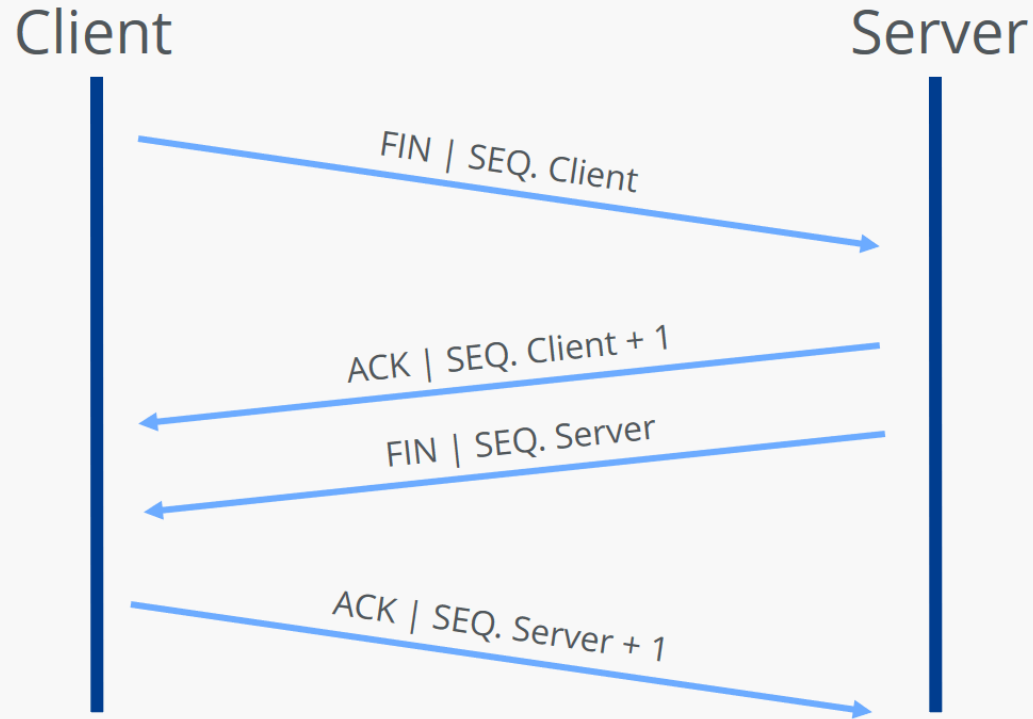 Client
Server
FIN | SEQ. Client
ACK | SEQ. Client + 1
FIN | SEQ. Server
ACK | SEQ. Server + 1